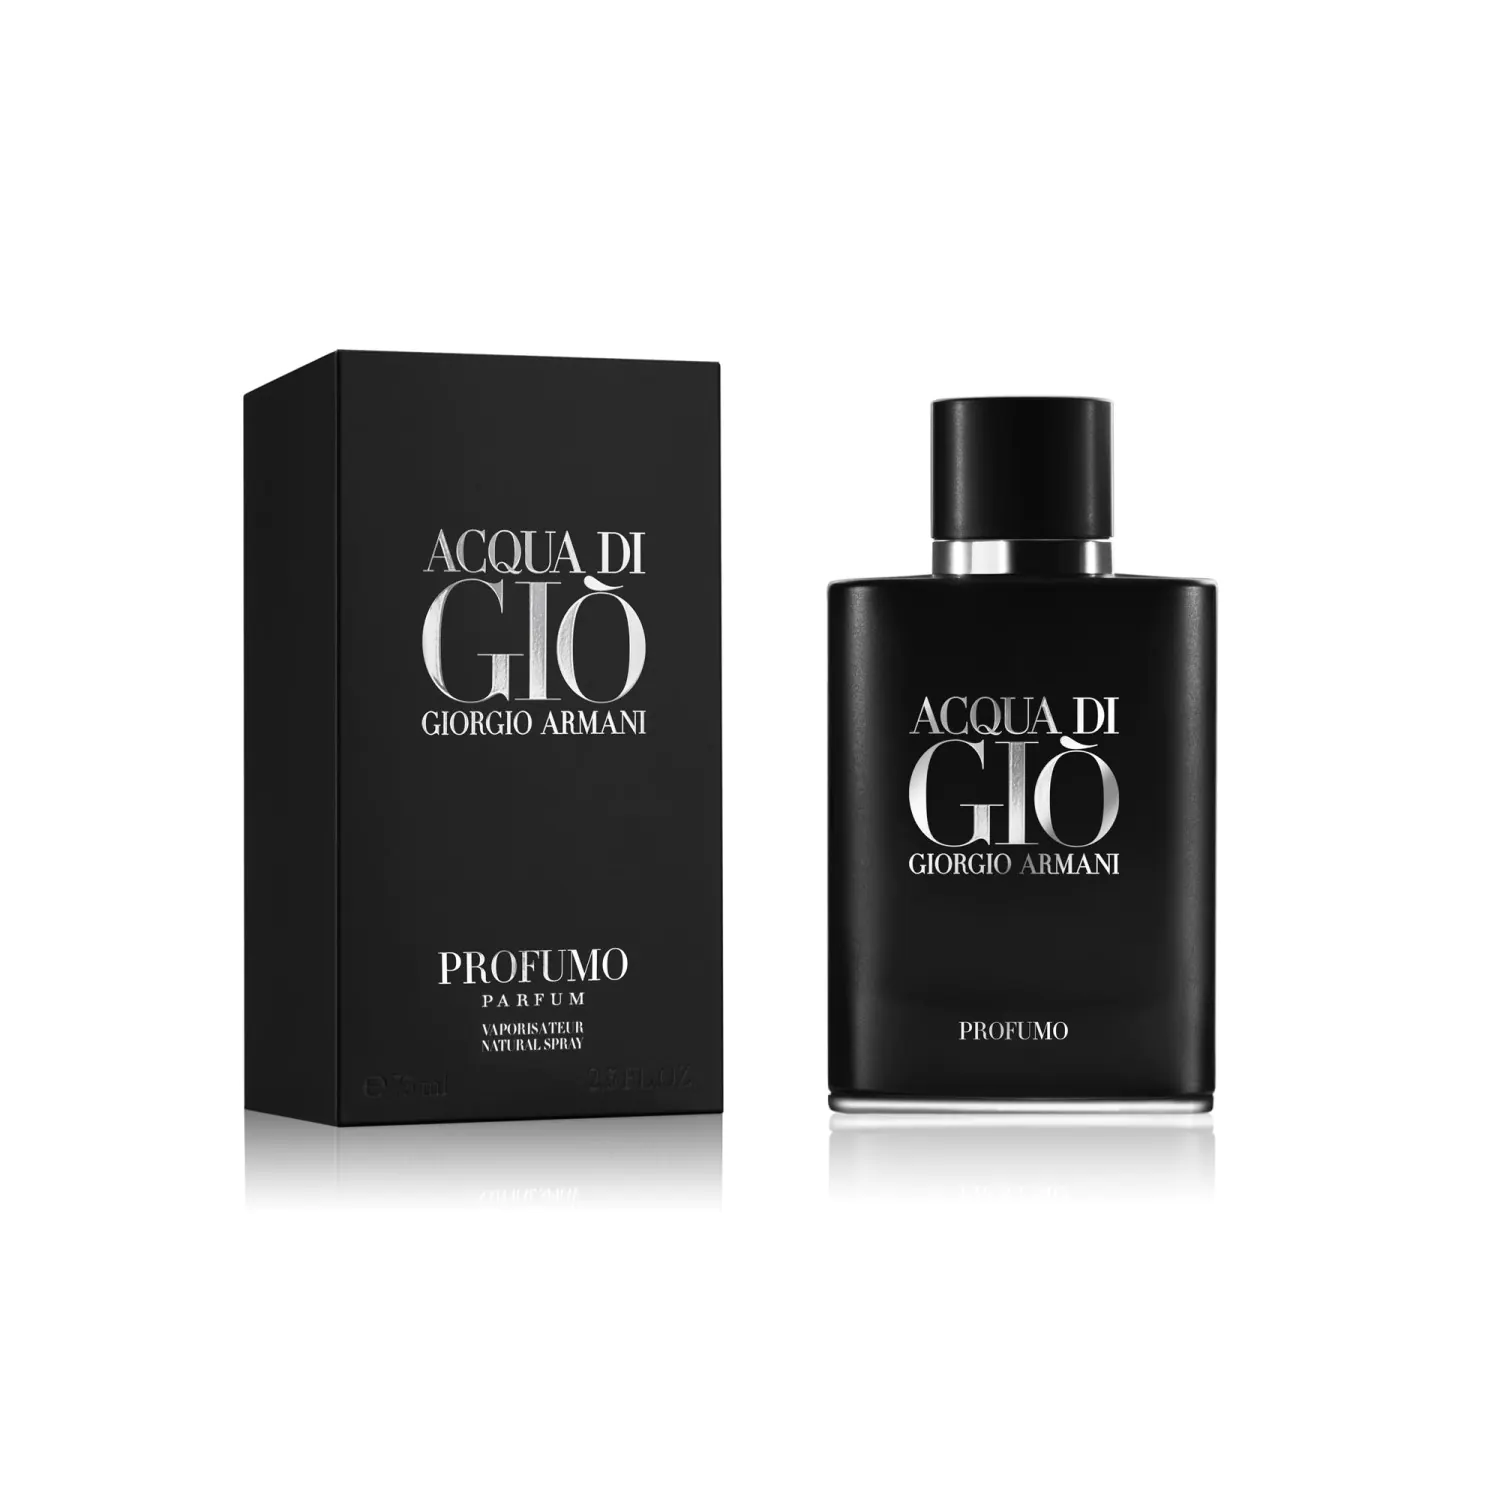 ACQUA DI
GIÒ
GIORGIO ARMANI
PROFUMO
PARFUM
VAPORISATEUR
NATURAL SPRAY
ACQUA DI
GIÒ
GIORGIO ARMANI
PROFUMO